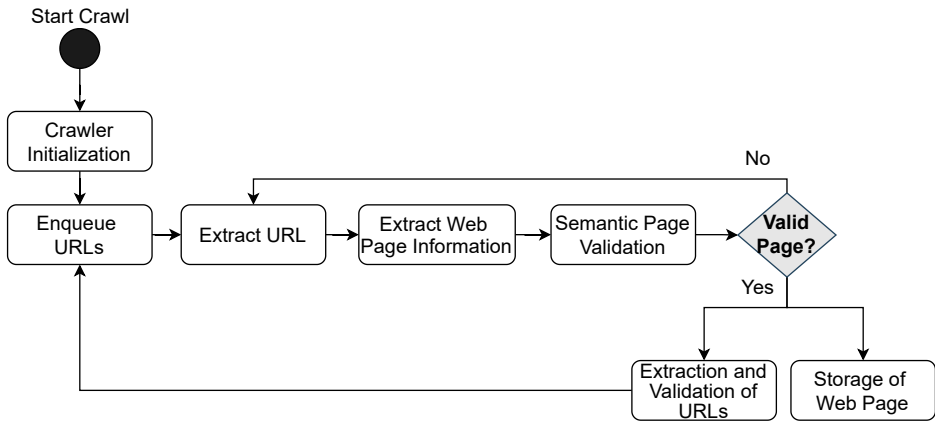 Start Crawl
Crawler
Initialization
Enqueue
URLs
Extract URL
Extract Web
Page Information
Semantic Page
Validation
No
Valid
Page?
Yes
Extraction and
Validation of
URLs
Storage of
Web Page